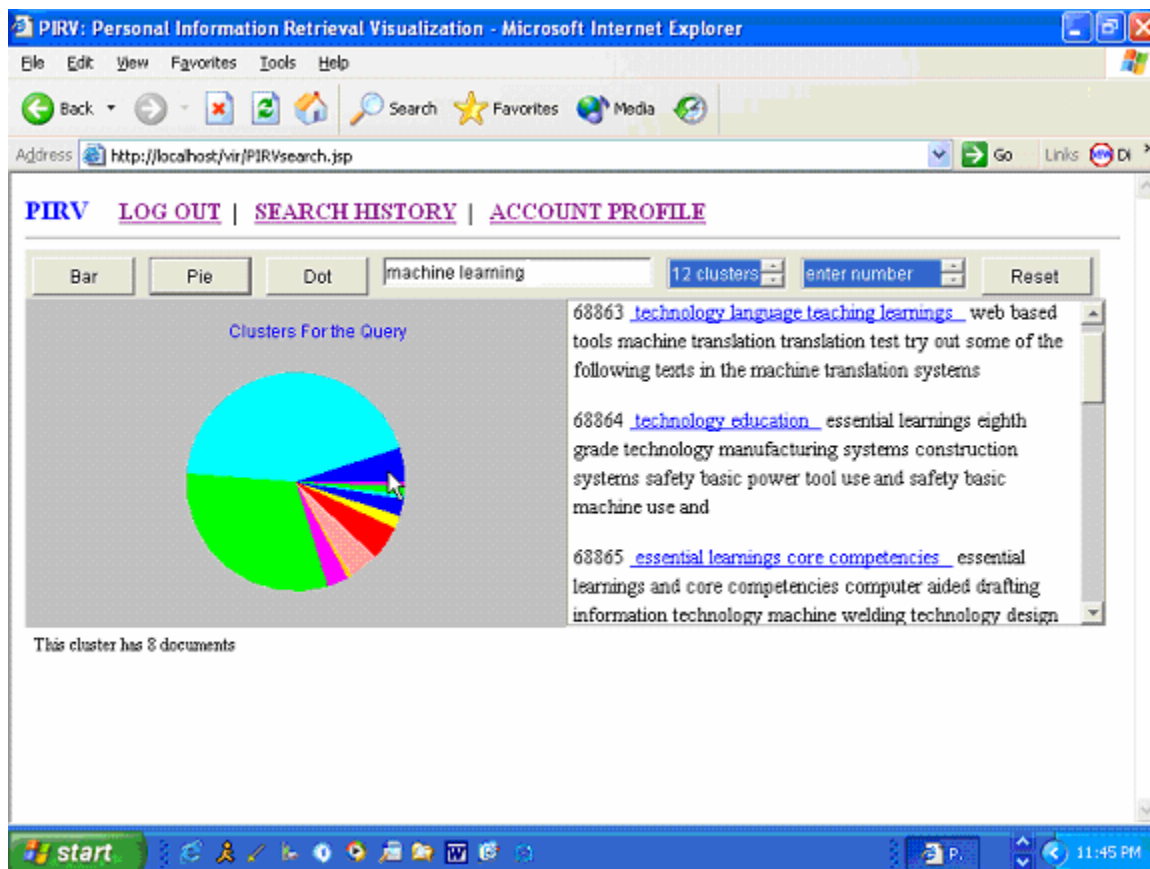 PIRV: Personal Information Retrieval Visualization - Microsoft Internet Explorer
File Edit View Favorites Tools Help
Back Search Favorites Media
Address http://localhost/vir/PIRVsearch.jsp Go Links
PIRV LOG OUT | SEARCH HISTORY | ACCOUNT PROFILE
Bar Pie Dot machine learning 12 clusters enter number Reset
Clusters For the Query
68863 technology language teaching learnings web based
tools machine translation translation test try out some of the
following texts in the machine translation systems
68864 technology education essential learnings eighth
grade technology manufacturing systems construction
systems safety basic power tool use and safety basic
machine use and
68865 essential learnings core competencies essential
learnings and core competencies computer aided drafting
information technology machine welding technology design
This cluster has 8 documents
start P. 11:45 PM